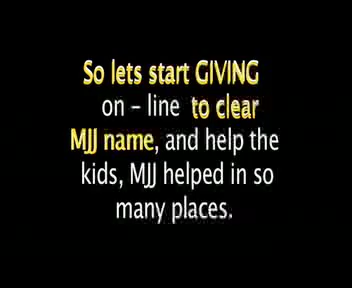 So lets start GIVING
on – line to clear
MJJ name, and help the
kids, MJJ helped in so
many places.